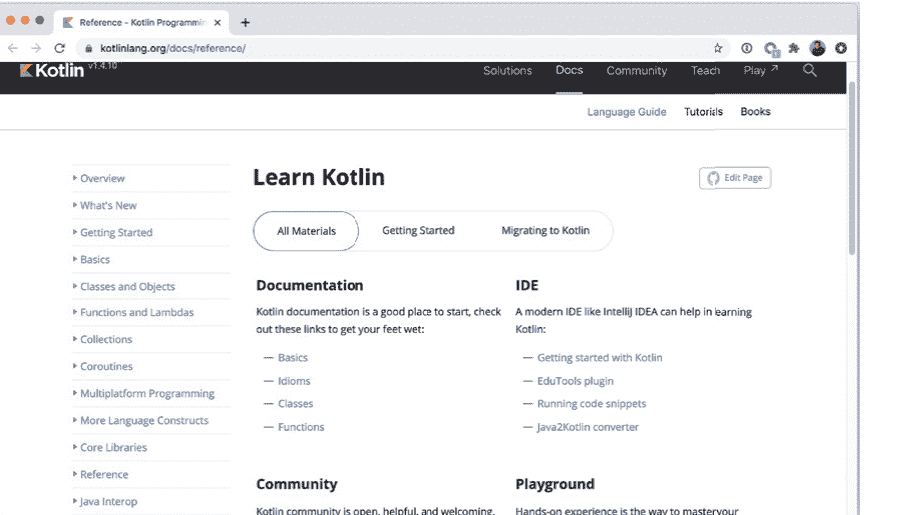 Reference - Kotlin Programmin
kotlinlang.org/docs/reference/
Kotlin v1.4.10
Solutions Docs Community Teach Play
Language Guide Tutorials Books
Overview
What's New
Getting Started
Basics
Classes and Objects
Functions and Lambdas
Collections
Coroutines
Multiplatform Programming
More Language Constructs
Core Libraries
Reference
Java Interop
Learn Kotlin
Edit Page
All Materials Getting Started Migrating to Kotlin
Documentation
Kotlin documentation is a good place to start, check
out these links to get your feet wet:
— Basics
— Idioms
— Classes
— Functions
IDE
A modern IDE like IntelliJ IDEA can help in learning
Kotlin:
— Getting started with Kotlin
— EduTools plugin
— Running code snippets
— Java2Kotlin converter
Community
Kotlin community is open, helpful, and welcoming.
Playground
Hands-on experience is the way to master your